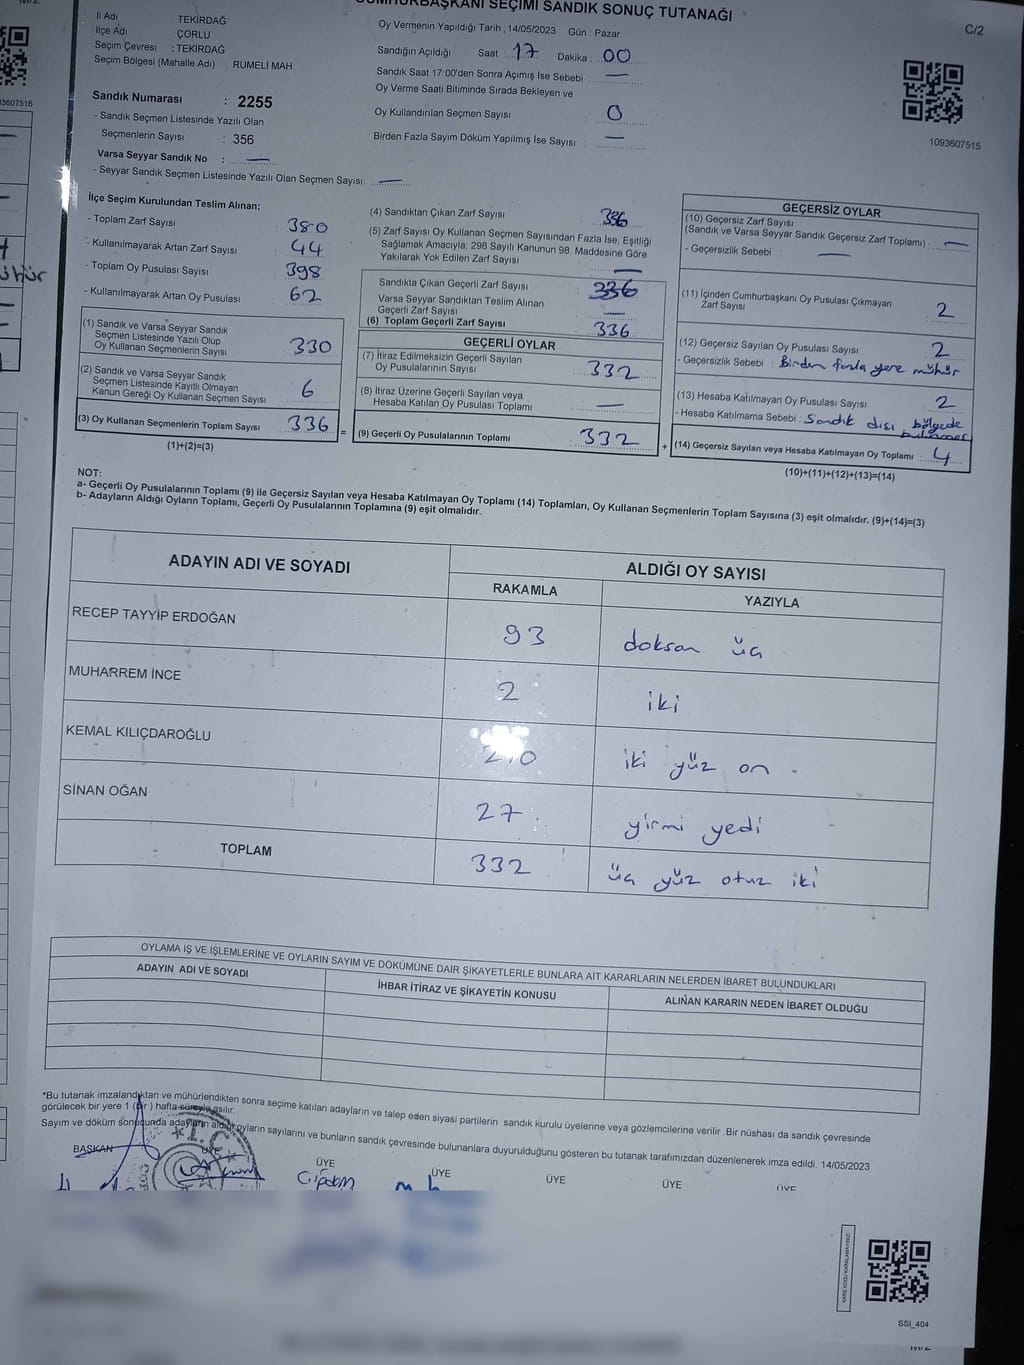 CUMHURBAŞKANI SEÇİMİ SANDIK SONUÇ TUTANAĞI
C/2
İl Adı : TEKİRDAĞ
İlçe Adı : ÇORLU
Seçim Çevresi : TEKİRDAĞ
Seçim Bölgesi (Mahalle Adı) : RUMELİ MAH.
Oy Vermenin Yapıldığı Tarih ; 14/05/2023 Gün : Pazar
Sandığın Açıldığı Saat 17 Dakika : 00
Sandık Saat 17:00'den Sonra Açımış İse Sebebi : —
Oy Verme Saati Bitiminde Sırada Bekleyen ve
Oy Kullandırılan Seçmen Sayısı : 0
Birden Fazla Sayım Döküm Yapılmış İse Sayısı : —
1093607515
Sandık Numarası : 2255
- Sandık Seçmen Listesinde Yazılı Olan
Seçmenlerin Sayısı : 356
Varsa Seyyar Sandık No : —
- Seyyar Sandık Seçmen Listesinde Yazılı Olan Seçmen Sayısı: —
İlçe Seçim Kurulundan Teslim Alınan;
- Toplam Zarf Sayısı 380
- Kullanılmayarak Artan Zarf Sayısı 44
- Toplam Oy Pusulası Sayısı 398
- Kullanılmayarak Artan Oy Pusulası 62
(1) Sandık ve Varsa Seyyar Sandık
Seçmen Listesinde Yazılı Olup
Oy Kullanan Seçmenlerin Sayısı 330
(2) Sandık ve Varsa Seyyar Sandık
Seçmen Listesinde Kayıtlı Olmayan
Kanun Gereği Oy Kullanan Seçmen Sayısı 6
(3) Oy Kullanan Seçmenlerin Toplam Sayısı 336
(1)+(2)=(3)
=
(4) Sandıktan Çıkan Zarf Sayısı 336
(5) Zarf Sayısı Oy Kullanan Seçmen Sayısından Fazla İse, Eşitliği
Sağlamak Amacıyla, 298 Sayılı Kanunun 98. Maddesine Göre
Yakılarak Yok Edilen Zarf Sayısı —
Sandıkta Çıkan Geçerli Zarf Sayısı 336
Varsa Seyyar Sandıktan Teslim Alınan
Geçerli Zarf Sayısı —
(6) Toplam Geçerli Zarf Sayısı 336
GEÇERLİ OYLAR
(7) İtiraz Edilmeksizin Geçerli Sayılan
Oy Pusulalarının Sayısı 332
(8) İtiraz Üzerine Geçerli Sayılan veya
Hesaba Katılan Oy Pusulası Toplamı —
(9) Geçerli Oy Pusulalarının Toplamı 332
+
GEÇERSİZ OYLAR
(10) Geçersiz Zarf Sayısı
(Sandık ve Varsa Seyyar Sandık Geçersiz Zarf Toplamı) —
- Geçersizlik Sebebi : —
(11) İçinden Cumhurbaşkanı Oy Pusulası Çıkmayan
Zarf Sayısı 2
(12) Geçersiz Sayılan Oy Pusulası Sayısı 2
- Geçersizlik Sebebi : Birden fazla yere mühür
(13) Hesaba Katılmayan Oy Pusulası Sayısı 2
- Hesaba Katılmama Sebebi : Sandık dışı bölgede
(14) Geçersiz Sayılan veya Hesaba Katılmayan Oy Toplamı : 4
(10)+(11)+(12)+(13)=(14)
NOT:
a- Geçerli Oy Pusulalarının Toplamı (9) ile Geçersiz Sayılan veya Hesaba Katılmayan Oy Toplamı (14) Toplamları, Oy Kullanan Seçmenlerin Toplam Sayısına (3) eşit olmalıdır. (9)+(14)=(3)
b- Adayların Aldığı Oyların Toplamı, Geçerli Oy Pusulalarının Toplamına (9) eşit olmalıdır.
ADAYIN ADI VE SOYADI
ALDIĞI OY SAYISI
RAKAMLA YAZIYLA
RECEP TAYYİP ERDOĞAN 93 doksan üç
MUHARREM İNCE 2 iki
KEMAL KILIÇDAROĞLU 210 iki yüz on
SİNAN OĞAN 27 yirmi yedi
TOPLAM 332 üç yüz otuz iki
OYLAMA İŞ VE İŞLEMLERİNE VE OYLARIN SAYIM VE DÖKÜMÜNE DAİR ŞİKAYETLERLE BUNLARA AİT KARARLARIN NELERDEN İBARET BULUNDUKLARI
ADAYIN ADI VE SOYADI İHBAR İTİRAZ VE ŞİKAYETİN KONUSU ALINAN KARARIN NEDEN İBARET OLDUĞU
*Bu tutanak imzalandıktan ve mühürlendikten sonra seçime katılan adayların ve talep eden siyasi partilerin sandık kurulu üyelerine veya gözlemcilerine verilir .Bir nüshası da sandık çevresinde
görülecek bir yere 1 (bir) hafta süreyle asılır.
Sayım ve döküm sonucunda adayların aldığı oyların sayılarını ve bunların sandık çevresinde bulunanlara duyurulduğunu gösteren bu tutanak tarafımızdan düzenlenerek imza edildi. 14/05/2023
BAŞKAN ÜYE ÜYE ÜYE ÜYE ÜYE ÜYE
T.C.
KARE KODU KARALAMAYINIZ!
SSİ_404